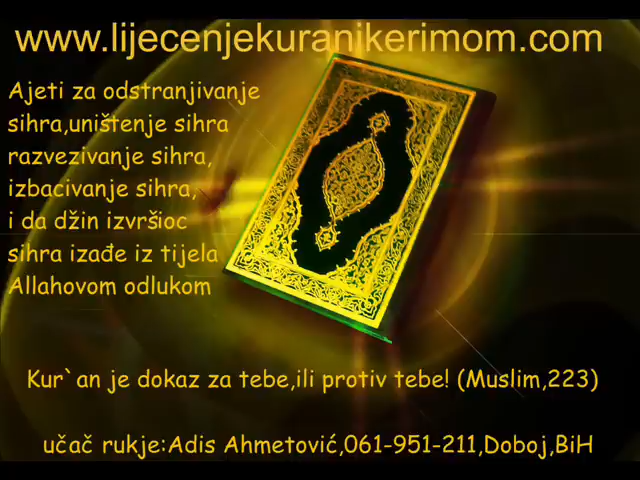 www.lijecenjekuranikerimom.com
Ajeti za odstranjivanje
sihra,uništenje sihra
razvezivanje sihra,
izbacivanje sihra,
i da džin izvršioc
sihra izađe iz tijela
Allahovom odlukom
Kur`an je dokaz za tebe,ili protiv tebe! (Muslim,223)
učač rukje:Adis Ahmetović,061-951-211,Doboj,BiH